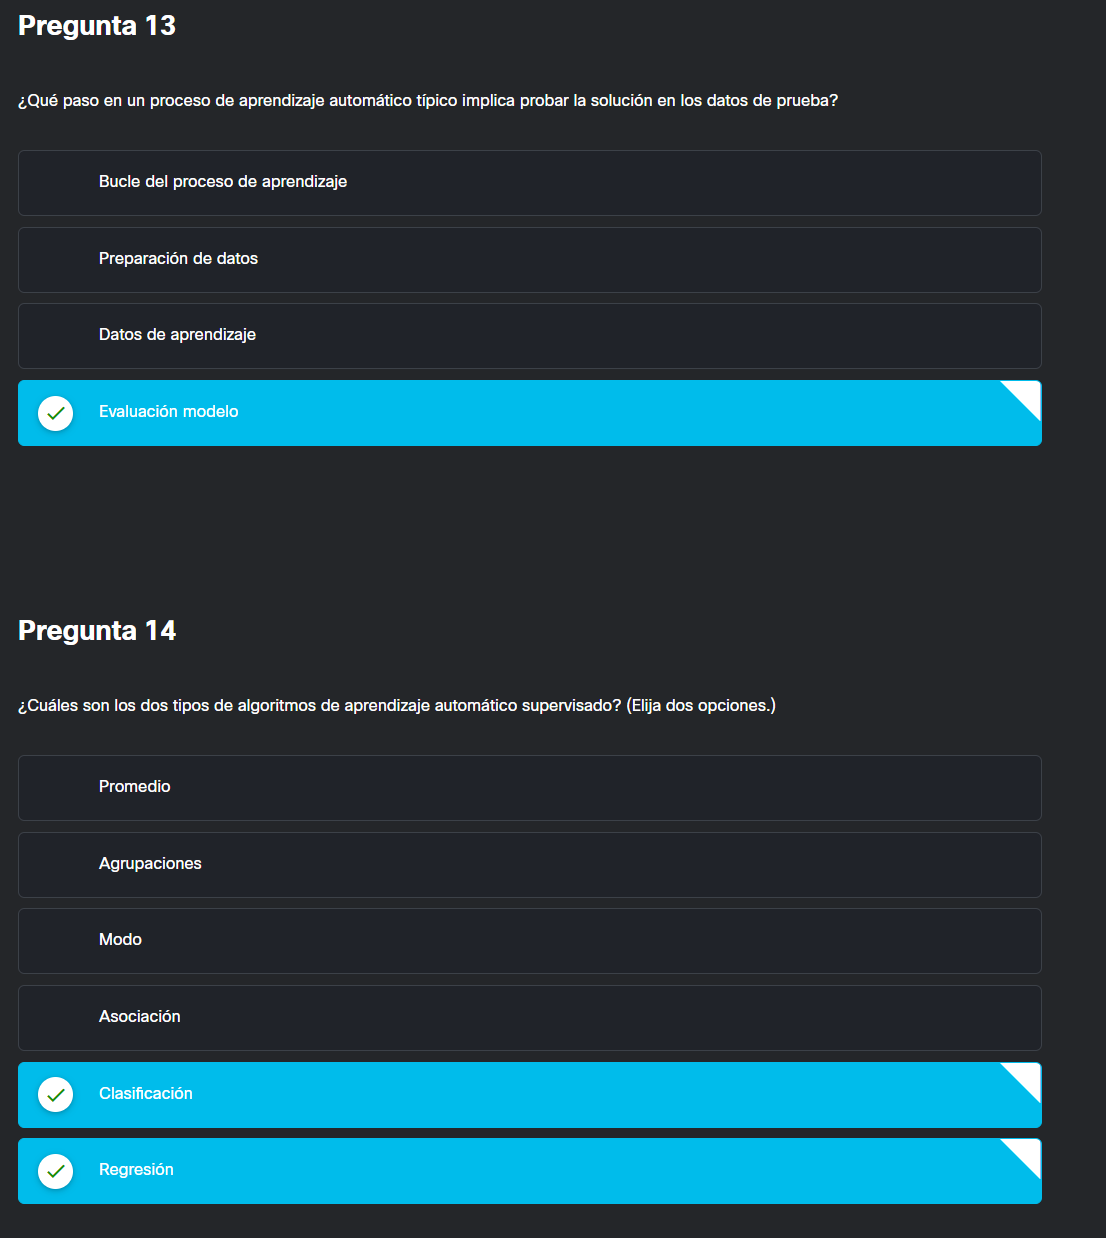 Pregunta 13
¿Qué paso en un proceso de aprendizaje automático típico implica probar la solución en los datos de prueba?
Bucle del proceso de aprendizaje
Preparación de datos
Datos de aprendizaje
Evaluación modelo
Pregunta 14
¿Cuáles son los dos tipos de algoritmos de aprendizaje automático supervisado? (Elija dos opciones.)
Promedio
Agrupaciones
Modo
Asociación
Clasificación
Regresión